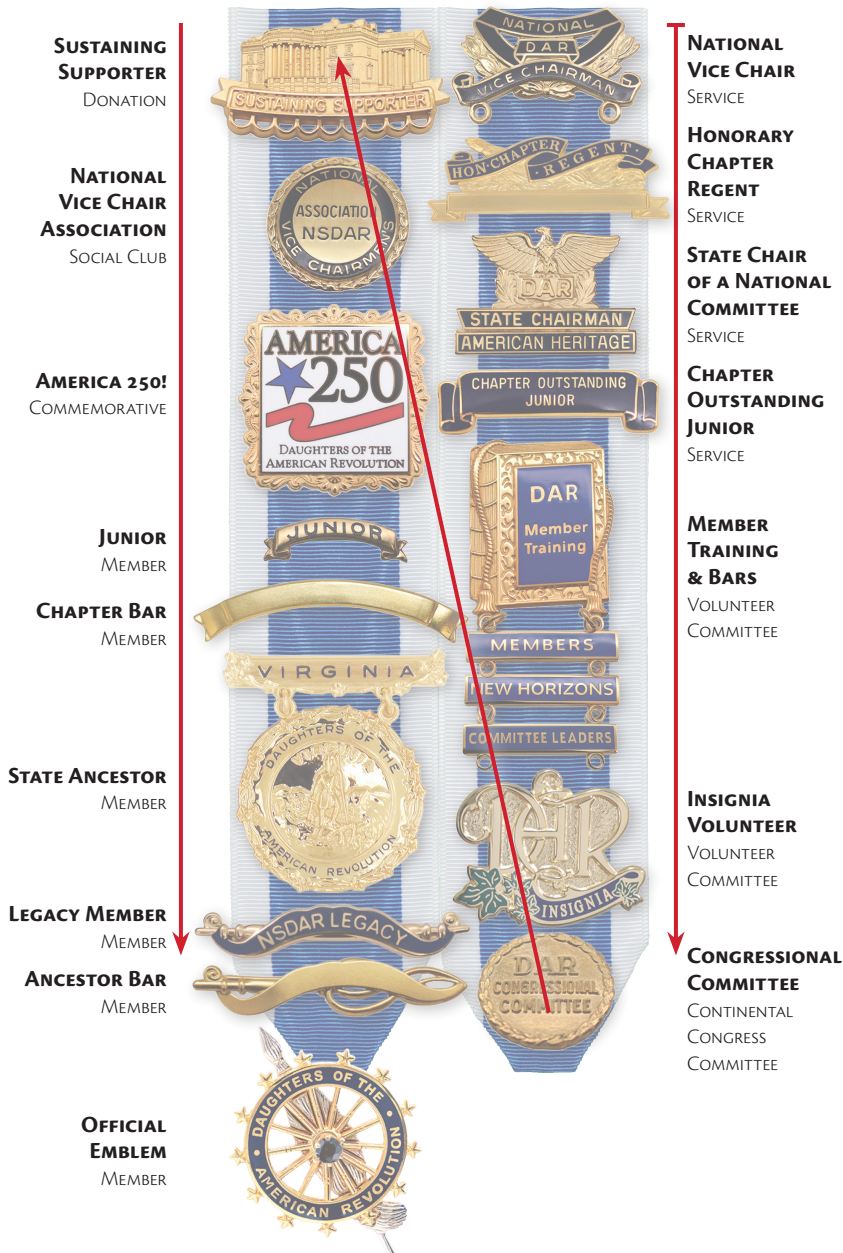 SUSTAINING
SUPPORTER
DONATION
NATIONAL
VICE CHAIR
ASSOCIATION
SOCIAL CLUB
AMERICA 250!
COMMEMORATIVE
JUNIOR
MEMBER
CHAPTER BAR
MEMBER
STATE ANCESTOR
MEMBER
LEGACY MEMBER
MEMBER
ANCESTOR BAR
MEMBER
OFFICIAL
EMBLEM
MEMBER
SUSTAINING SUPPORTER
NATIONAL
ASSOCIATION
NSDAR
VICE CHAIRMEN'S
AMERICA
250
DAUGHTERS OF THE
AMERICAN REVOLUTION
JUNIOR
VIRGINIA
DAUGHTERS OF THE
AMERICAN REVOLUTION
NSDAR LEGACY
DAUGHTERS OF THE
AMERICAN REVOLUTION
NATIONAL
DAR
VICE CHAIRMAN
HON·CHAPTER · REGENT ·
DAR
STATE CHAIRMAN
AMERICAN HERITAGE
CHAPTER OUTSTANDING
JUNIOR
DAR
Member
Training
MEMBERS
NEW HORIZONS
COMMITTEE LEADERS
DAR
INSIGNIA
DAR
CONGRESSIONAL
COMMITTEE
NATIONAL
VICE CHAIR
SERVICE
HONORARY
CHAPTER
REGENT
SERVICE
STATE CHAIR
OF A NATIONAL
COMMITTEE
SERVICE
CHAPTER
OUTSTANDING
JUNIOR
SERVICE
MEMBER
TRAINING
& BARS
VOLUNTEER
COMMITTEE
INSIGNIA
VOLUNTEER
VOLUNTEER
COMMITTEE
CONGRESSIONAL
COMMITTEE
CONTINENTAL
CONGRESS
COMMITTEE